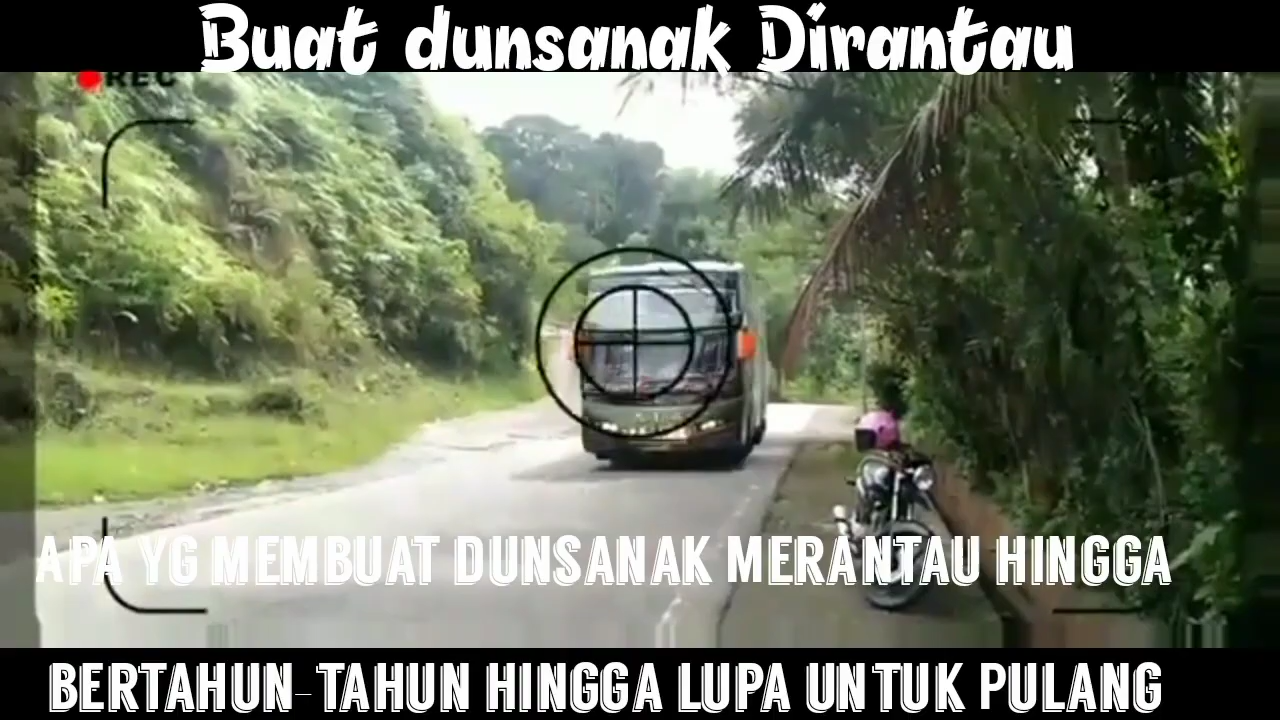 Buat dunsanak Dirantau
REC
APA YG MEMBUAT DUNSANAK MERANTAU HINGGA
BERTAHUN-TAHUN HINGGA LUPA UNTUK PULANG